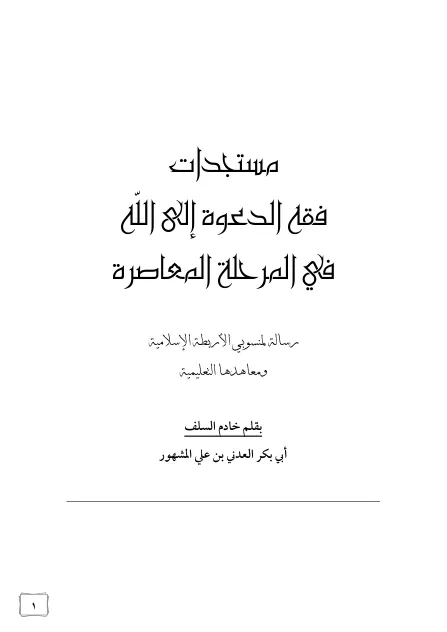 مستجدات
فقه الدعوة إلى اللّٰه
في المرحلة المعاصرة
رسالة لمنسوبي الأربطة الإسلامية
ومعاهدها التعليمية
بقلم خادم السلف
أبي بكر العدني بن علي المشهور
١